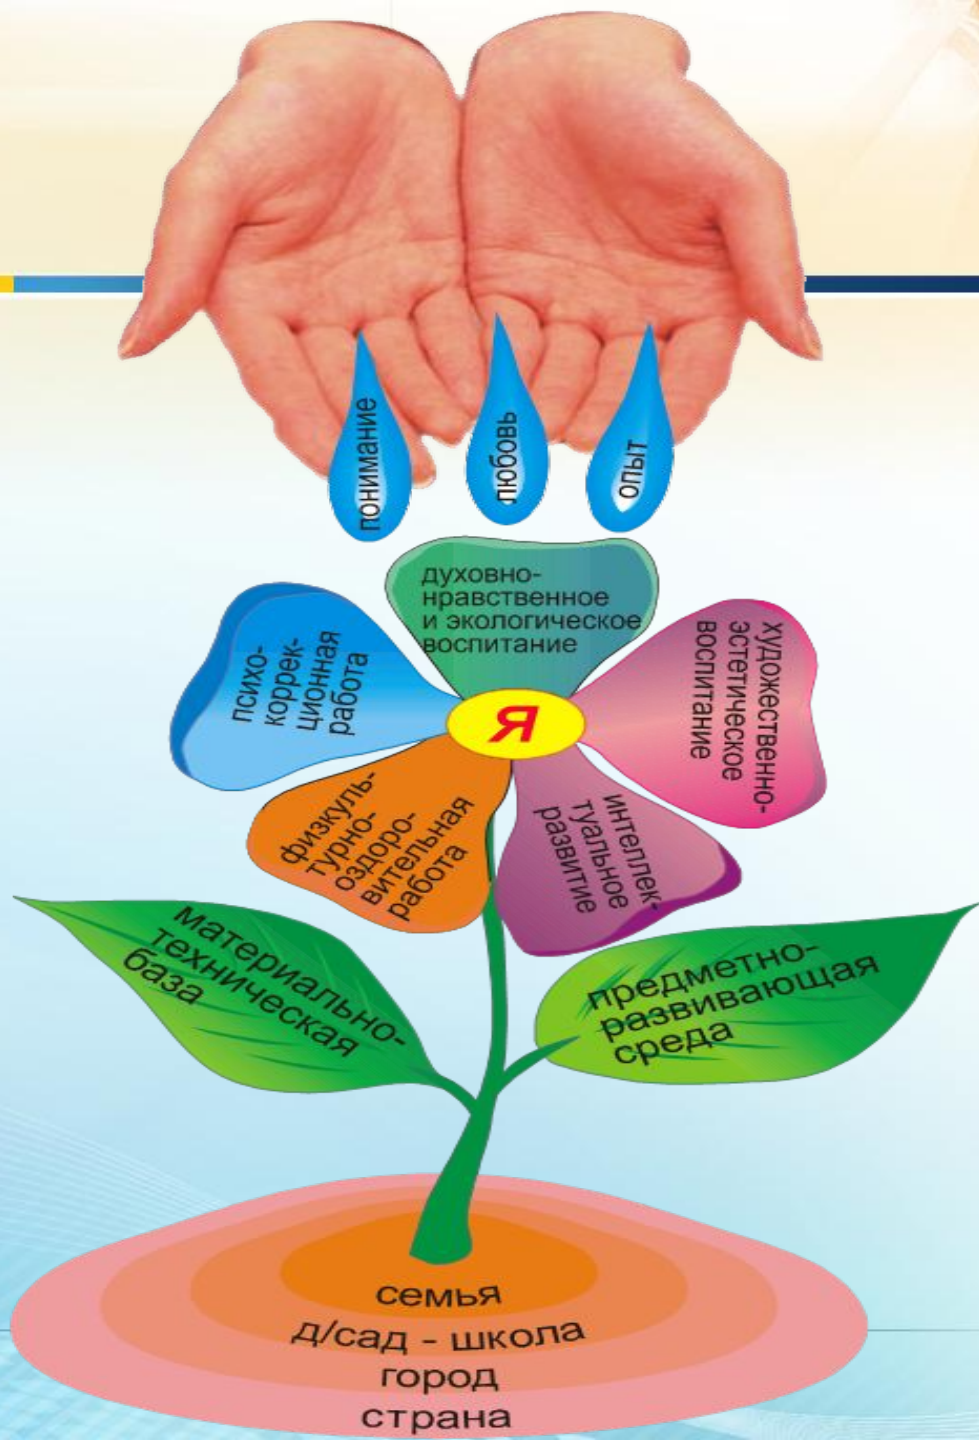 понимание
любовь
опыт
духовно-
нравственное
и экологическое
воспитание
психо-
коррек-
ционная
работа
Я
художественно-
эстетическое
воспитание
физкуль-
турно-
оздоро-
вительная
работа
интеллек-
туальное
развитие
материально-
техническая
база
предметно-
развивающая
среда
семья
д/сад - школа
город
страна